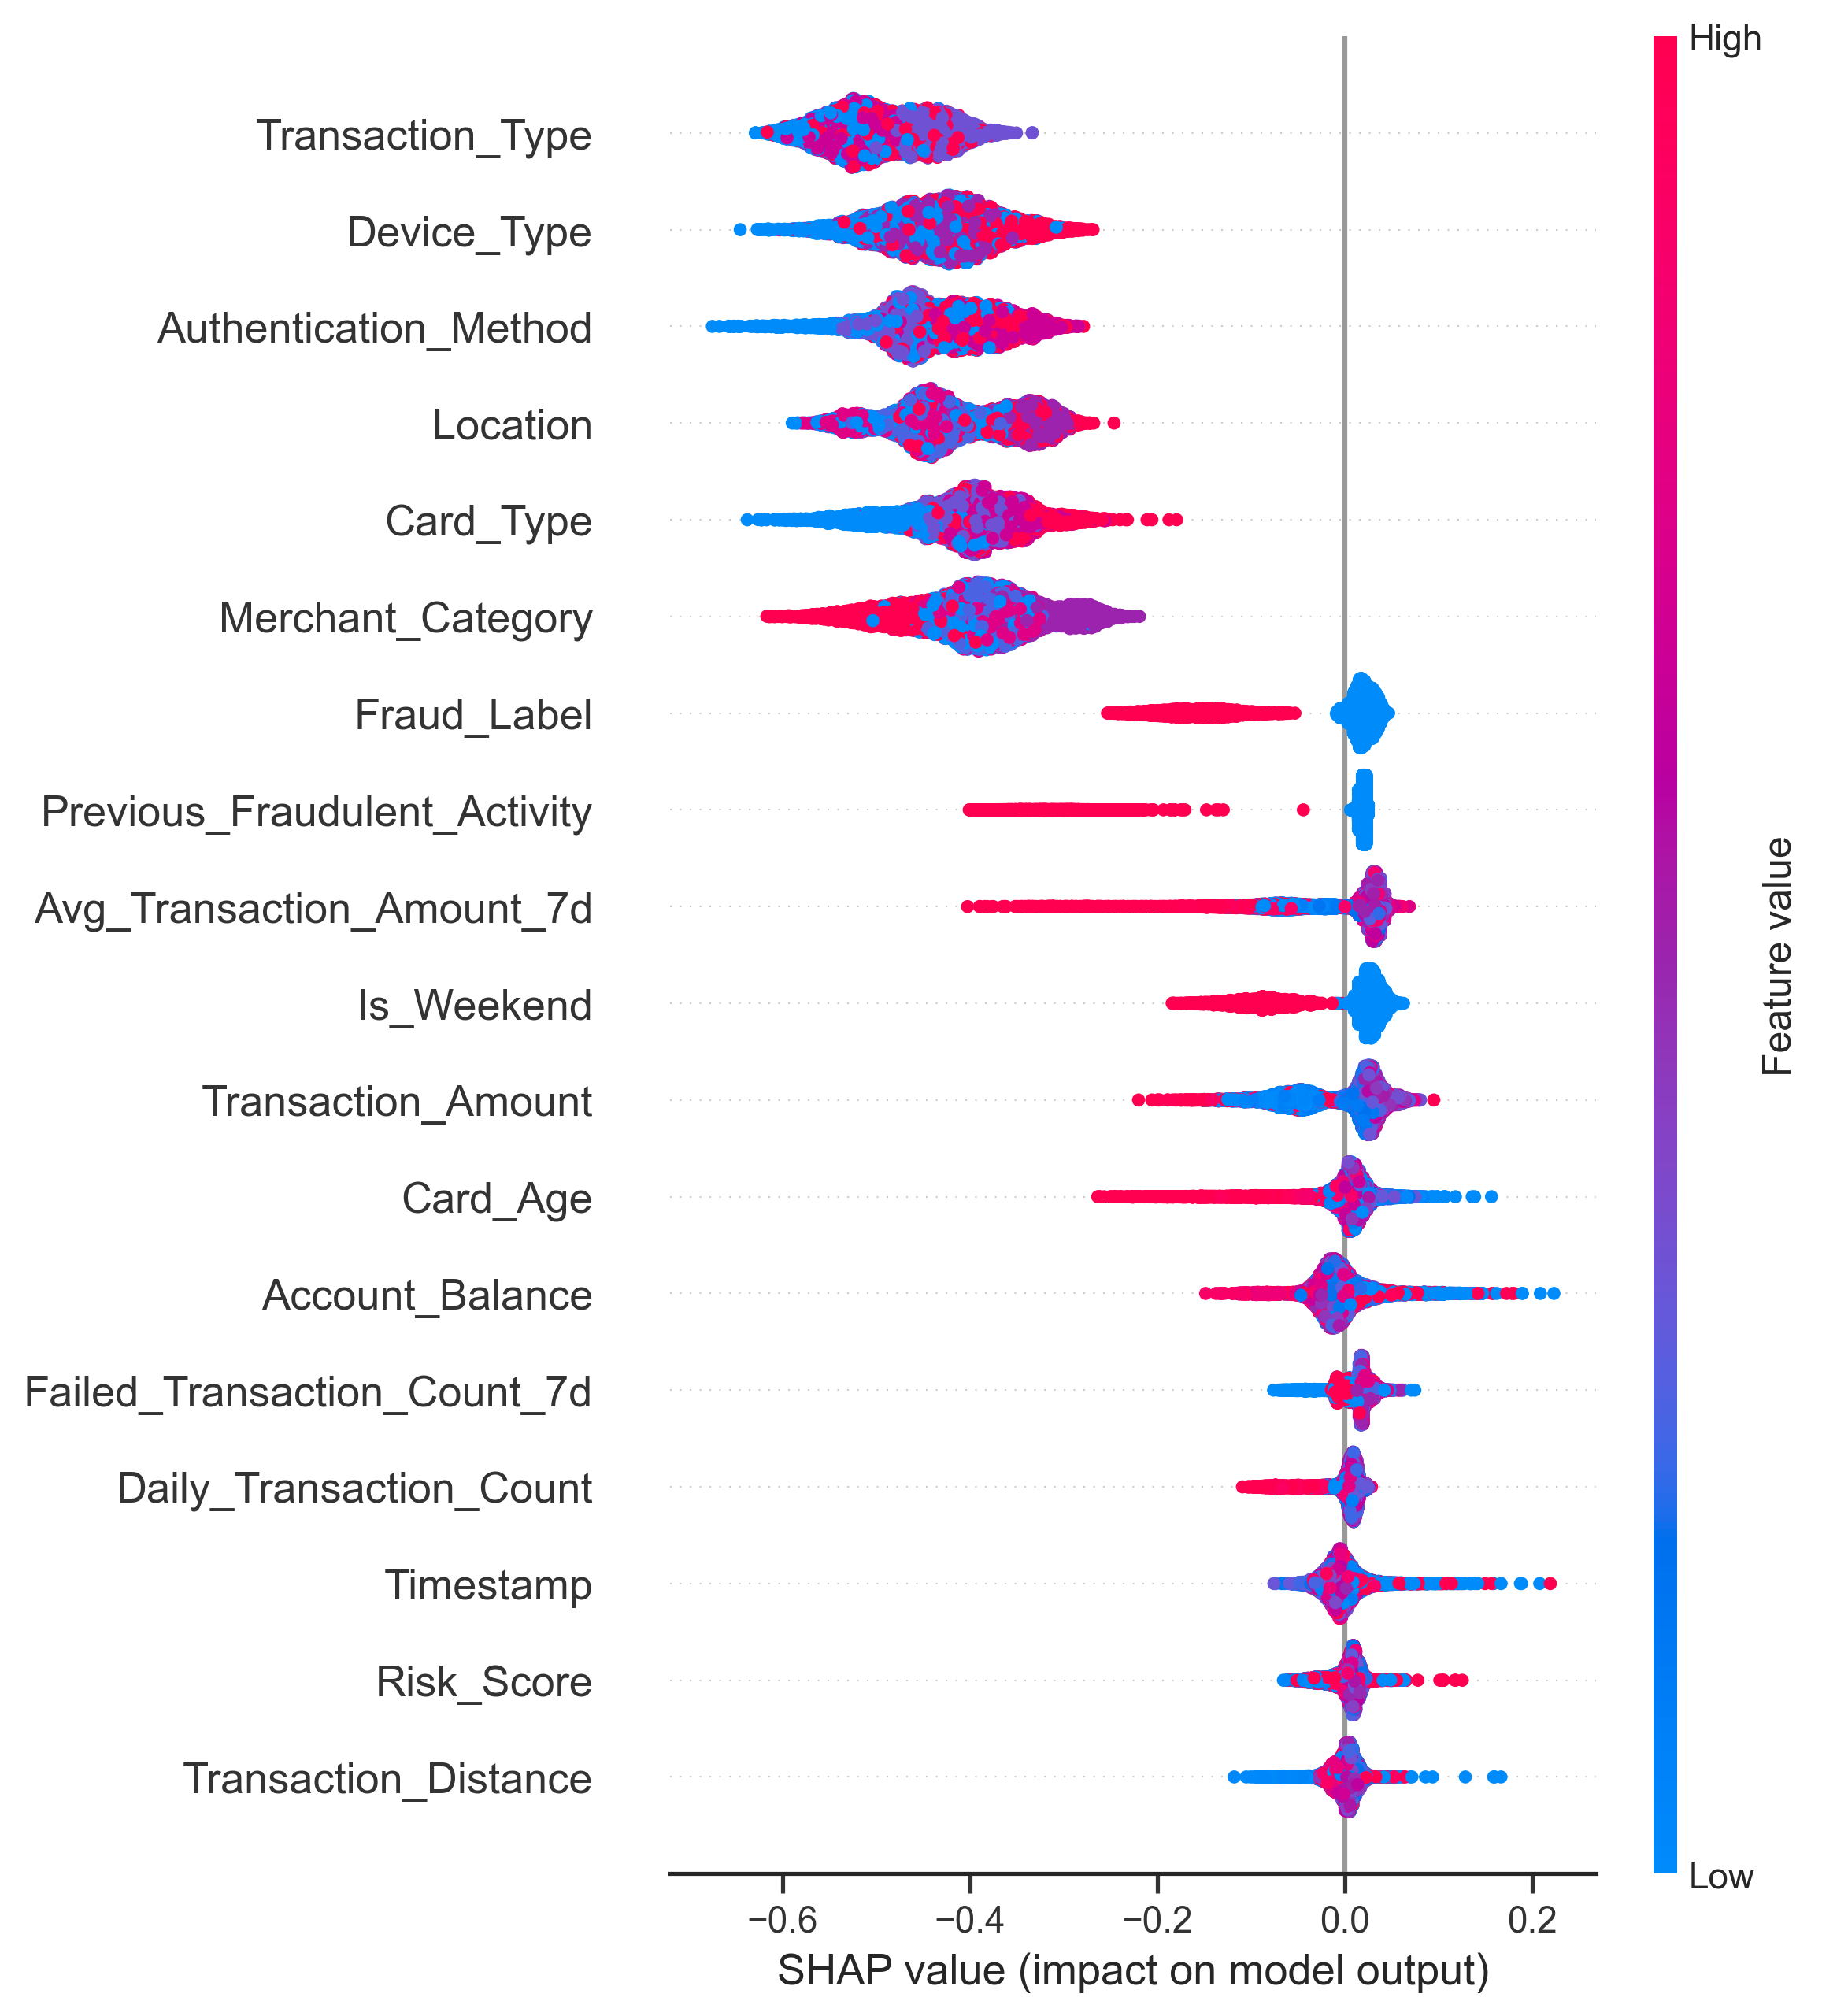 High
Transaction_Type
Device_Type
Authentication_Method
Location
Card_Type
Merchant_Category
Fraud_Label
Previous_Fraudulent_Activity
Avg_Transaction_Amount_7d
Is_Weekend
Transaction_Amount
Card_Age
Account_Balance
Failed_Transaction_Count_7d
Daily_Transaction_Count
Timestamp
Risk_Score
Transaction_Distance
Feature value
Low
−0.6 −0.4 −0.2 0.0 0.2
SHAP value (impact on model output)